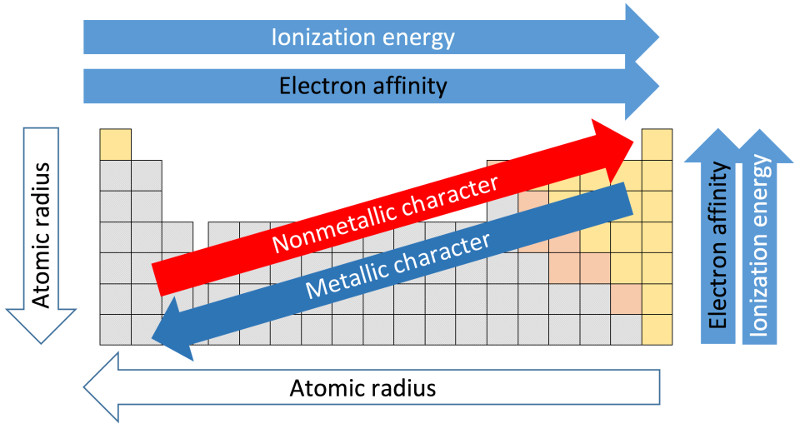 Ionization energy
Electron affinity
Atomic radius
Nonmetallic character
Metallic character
Electron affinity
Ionization energy
Atomic radius